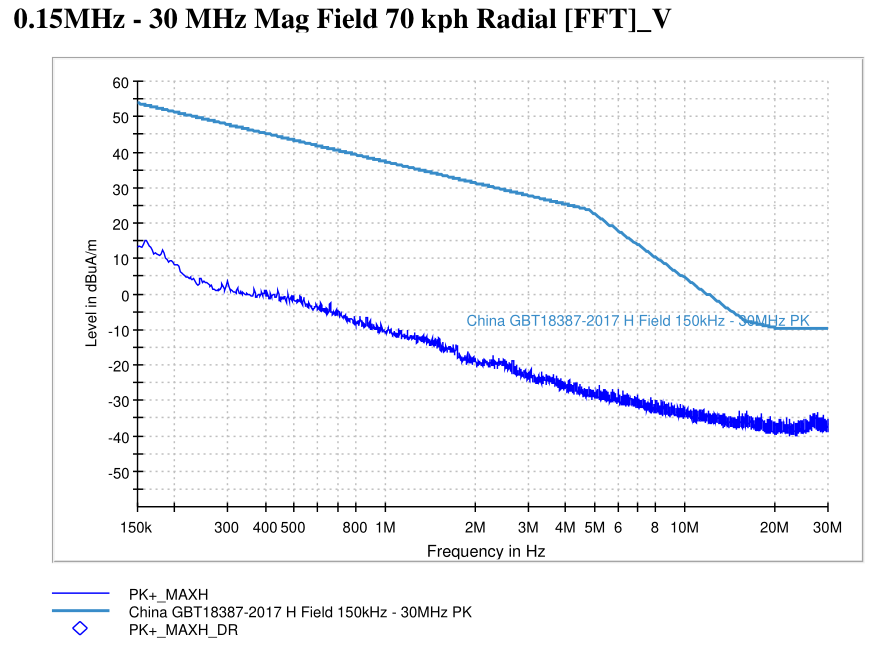 0.15MHz - 30 MHz Mag Field 70 kph Radial [FFT]_V
60
50
40
30
20
10
0
-10
-20
-30
-40
-50
Level in dBuA/m
China GBT18387-2017 H Field 150kHz - 30MHz PK
150k 300 400 500 800 1M 2M 3M 4M 5M 6 8 10M 20M 30M
Frequency in Hz
PK+_MAXH
China GBT18387-2017 H Field 150kHz - 30MHz PK
PK+_MAXH_DR